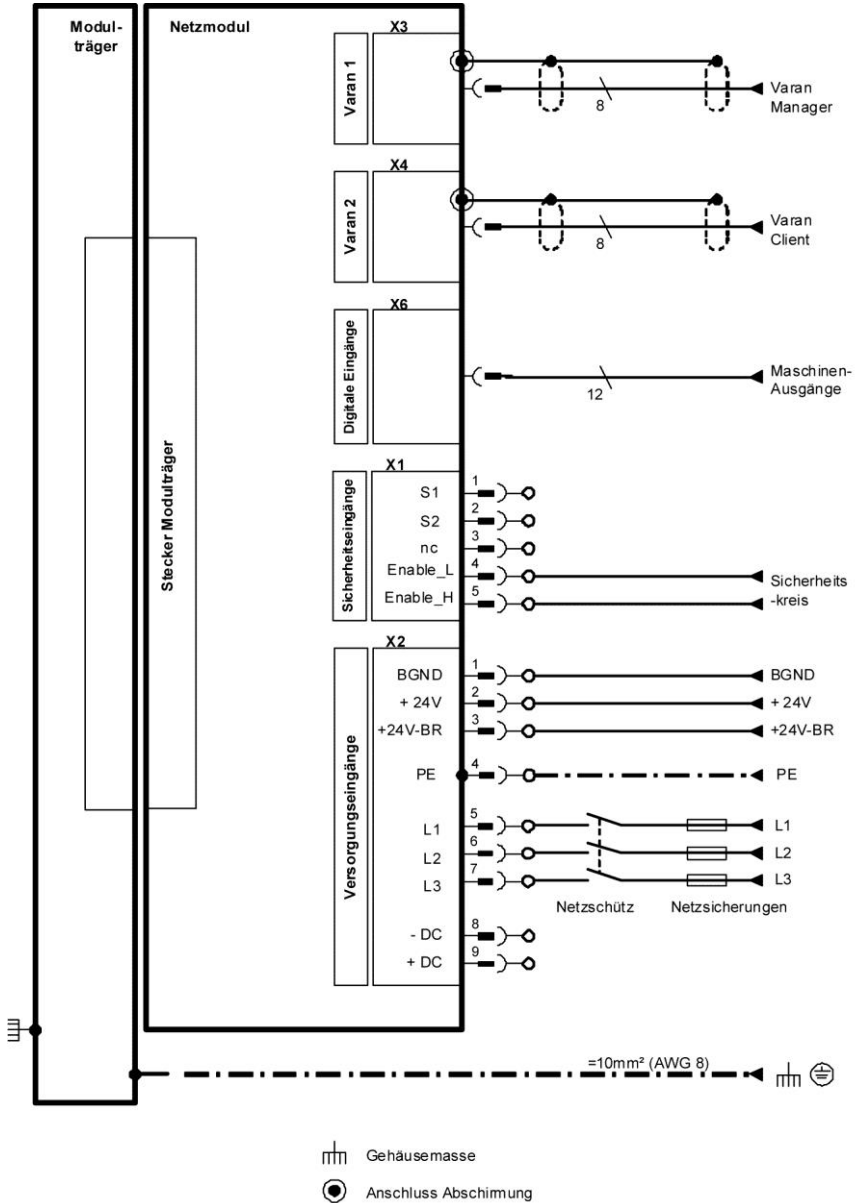 Modul-
träger
Netzmodul
X3
Varan 1
8
Varan
Manager
X4
Varan 2
8
Varan
Client
X6
Digitale Eingänge
12
Maschinen-
Ausgänge
Stecker Modulträger
X1
Sicherheitseingänge
S1 1
S2 2
nc 3
Enable_L 4
Enable_H 5
Sicherheits
-kreis
X2
Versorgungseingänge
BGND 1 BGND
+ 24V 2 + 24V
+24V-BR 3 +24V-BR
PE 4 PE
L1 5 L1
L2 6 L2
L3 7 L3
Netzschütz Netzsicherungen
- DC 8
+ DC 9
=10mm² (AWG 8)
Gehäusemasse
Anschluss Abschirmung